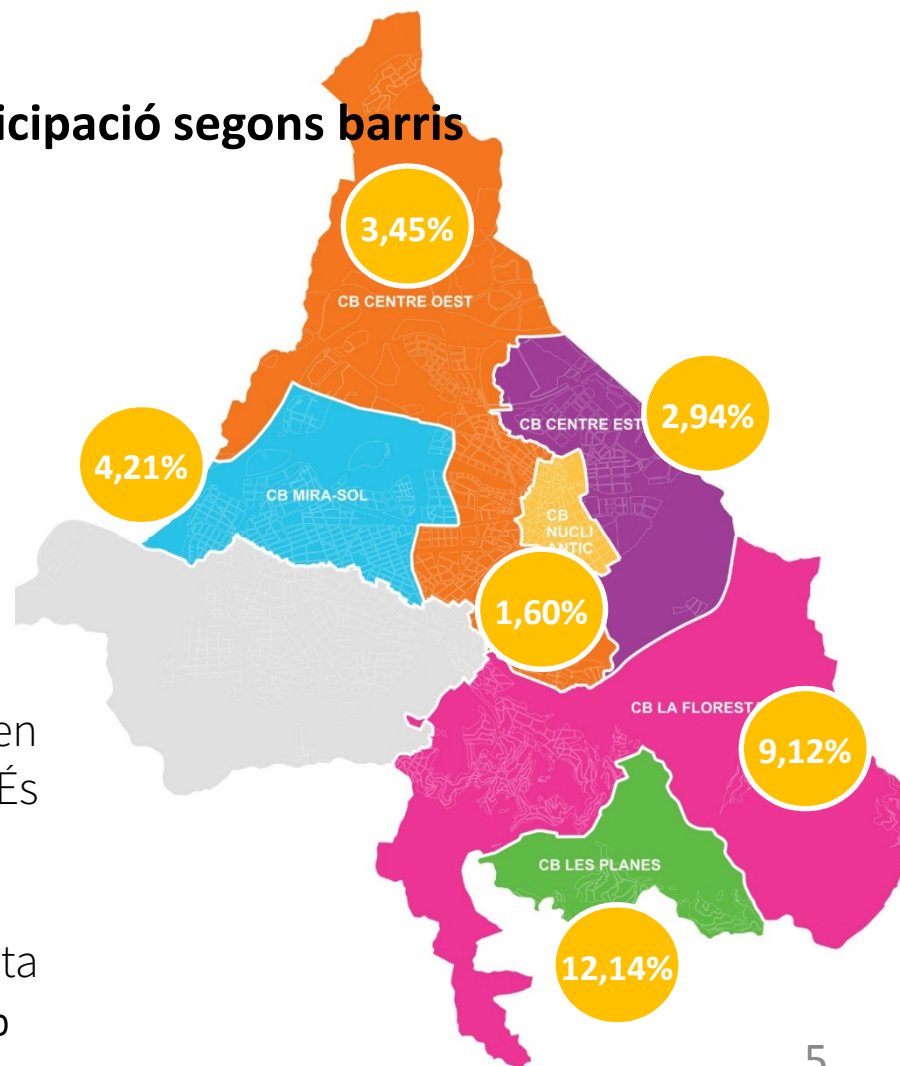 icipació segons barris
3,45%
CB CENTRE OEST
2,94%
CB CENTRE EST
4,21%
CB MIRA-SOL
CB
NUCLI
ANTIC
1,60%
CB LA FLORESTA
9,12%
en
És
CB LES PLANES
ta
12,14%
5